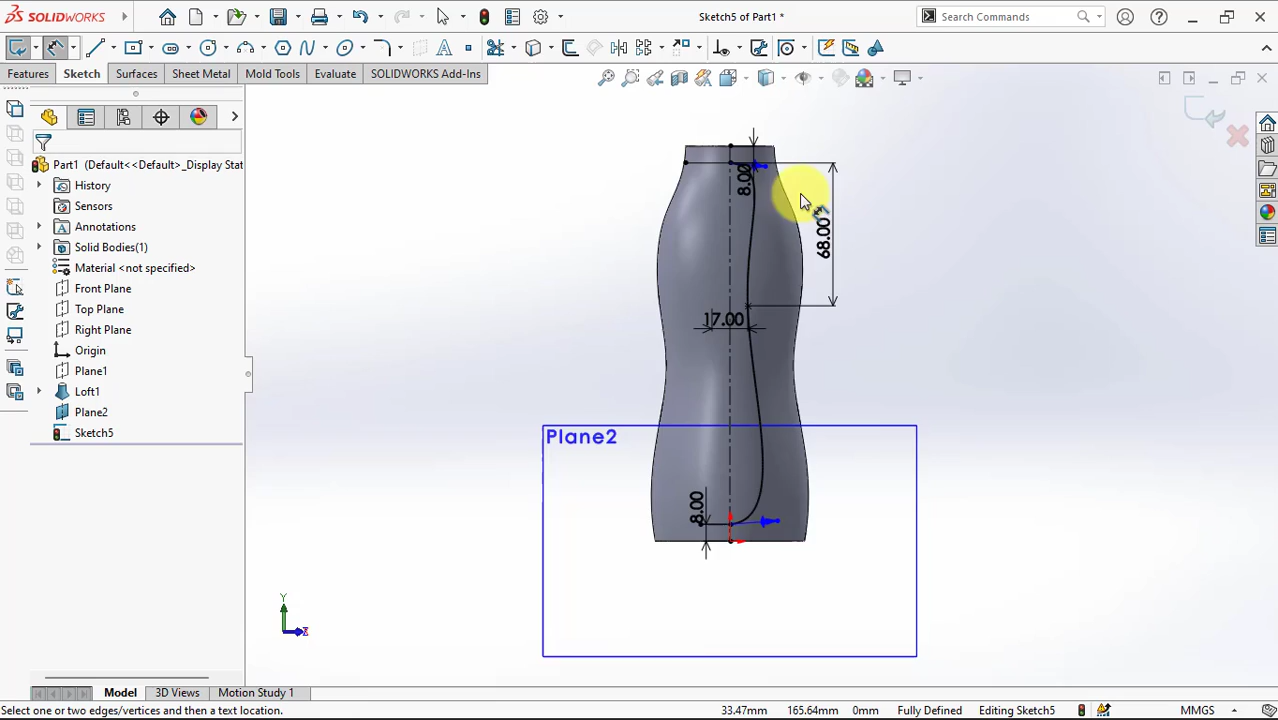 SOLIDWORKS
Sketch5 of Part1 *
Search Commands
Features
Sketch
Surfaces
Sheet Metal
Mold Tools
Evaluate
SOLIDWORKS Add-Ins
Part1 (Default<<Default>_Display Stat
History
Sensors
Annotations
Solid Bodies(1)
Material <not specified>
Front Plane
Top Plane
Right Plane
Origin
Plane1
Loft1
Plane2
Sketch5
8.00
68.00
17.00
Plane2
8.00
Y
Z
Model
3D Views
Motion Study 1
Select one or two edges/vertices and then a text location.
33.47mm
165.64mm
0mm
Fully Defined
Editing Sketch5
MMGS